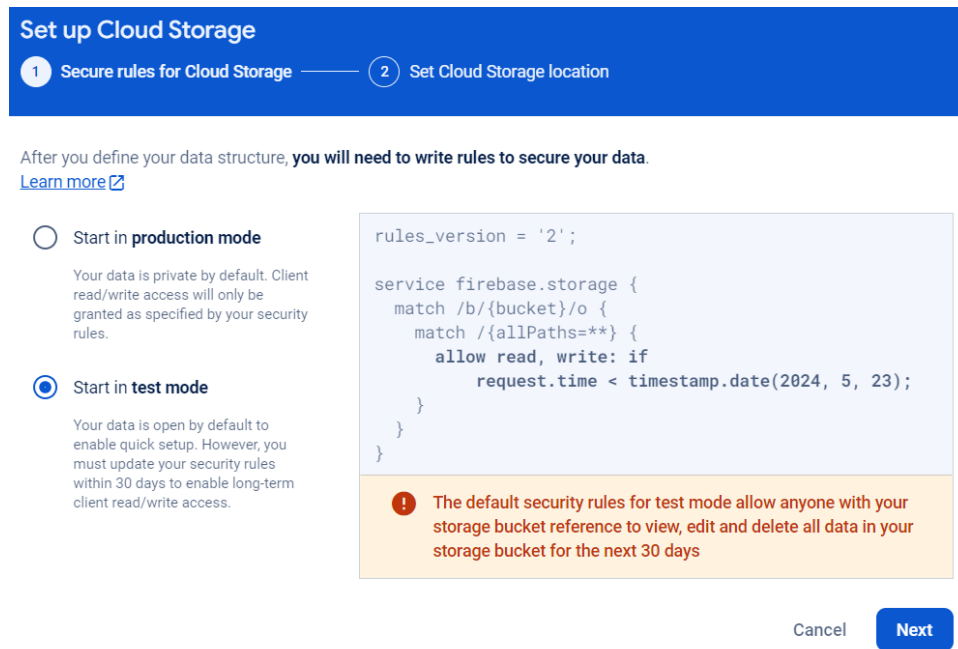 Set up Cloud Storage
1 Secure rules for Cloud Storage 2 Set Cloud Storage location
After you define your data structure, you will need to write rules to secure your data.
Learn more
Start in production mode
Your data is private by default. Client
read/write access will only be
granted as specified by your security
rules.
Start in test mode
Your data is open by default to
enable quick setup. However, you
must update your security rules
within 30 days to enable long-term
client read/write access.
rules_version = '2';
service firebase.storage {
match /b/{bucket}/o {
match /{allPaths=**} {
allow read, write: if
request.time < timestamp.date(2024, 5, 23);
}
}
}
The default security rules for test mode allow anyone with your
storage bucket reference to view, edit and delete all data in your
storage bucket for the next 30 days
Cancel Next